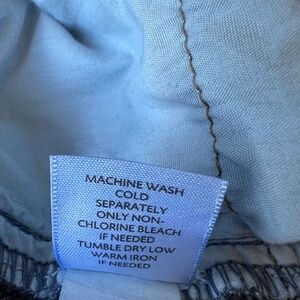 MACHINE WASH
COLD
SEPARATELY
ONLY NON-
CHLORINE BLEACH
IF NEEDED
TUMBLE DRY LOW
WARM IRON
IF NEEDED